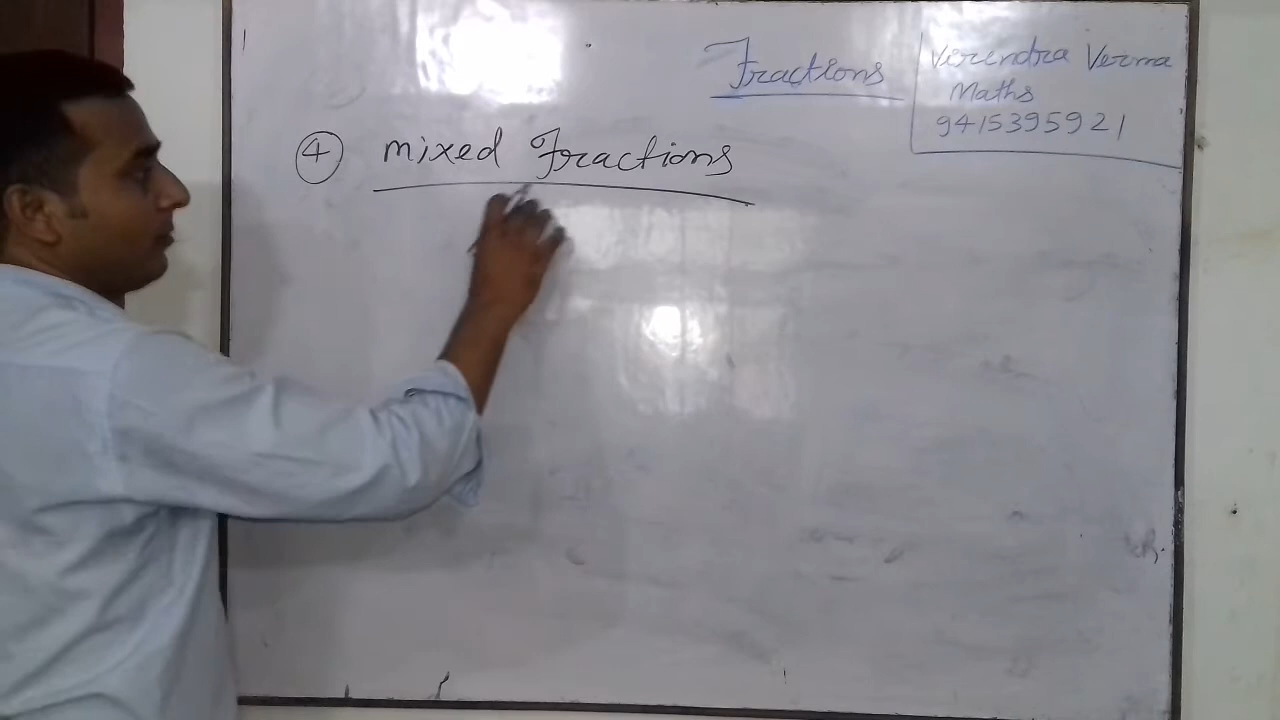 Fractions
Virendra Verma
Maths
9415395921
4 mixed Fractions